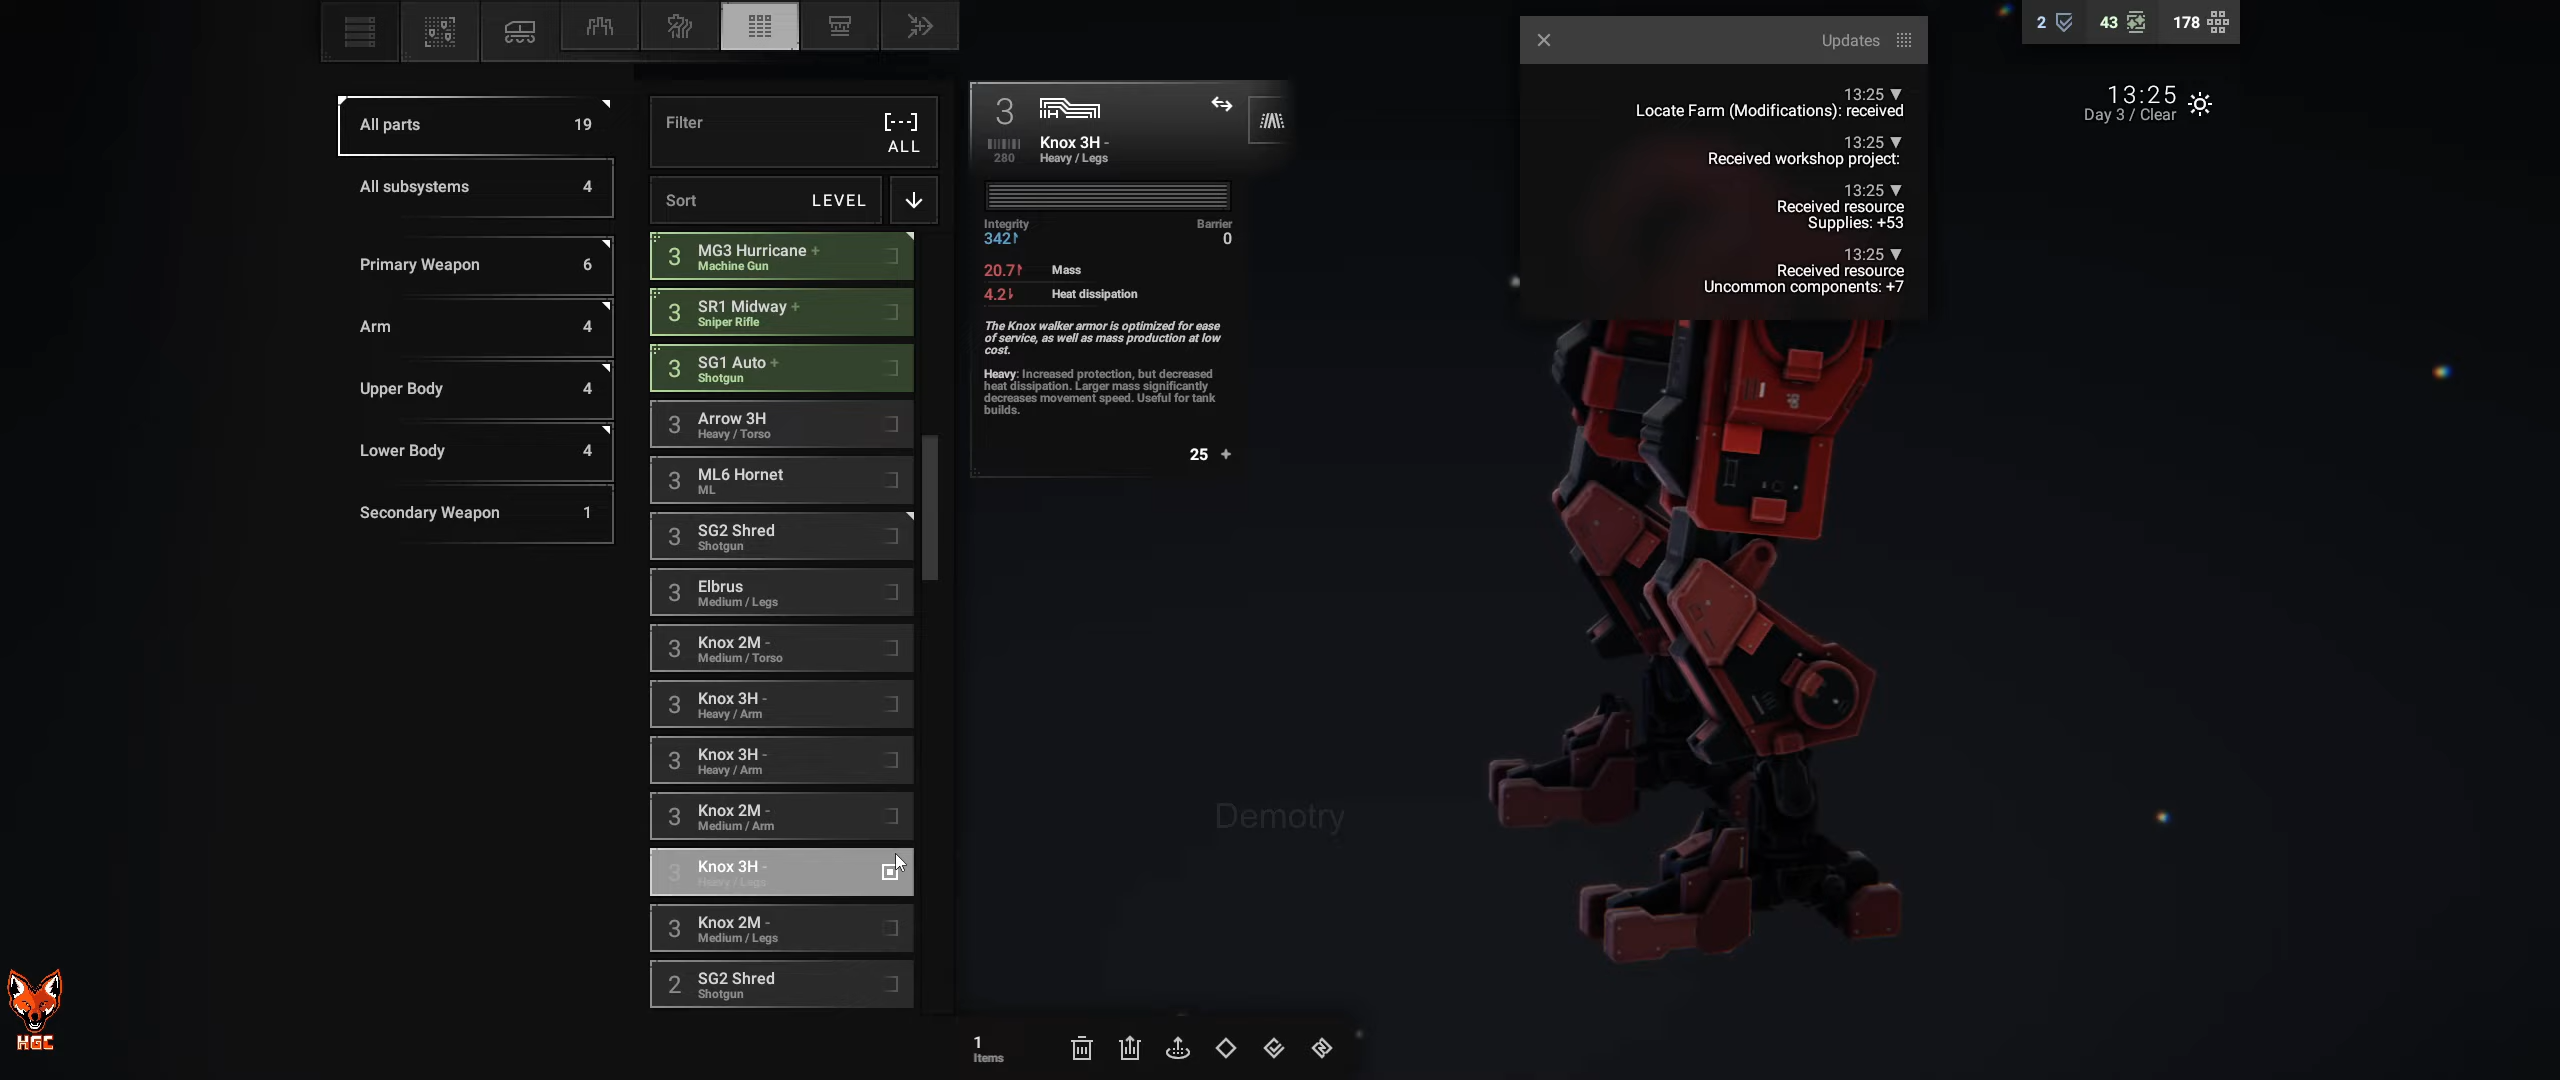 2
43
178
Updates
13:25
Locate Farm (Modifications): received
13:25
Received workshop project:
13:25
Received resource
Supplies: +53
13:25
Received resource
Uncommon components: +7
13:25
Day 3 / Clear
All parts 19
All subsystems 4
Primary Weapon 6
Arm 4
Upper Body 4
Lower Body 4
Secondary Weapon 1
Filter
ALL
Sort LEVEL
3 MG3 Hurricane +
Machine Gun
3 SR1 Midway +
Sniper Rifle
3 SG1 Auto +
Shotgun
3 Arrow 3H
Heavy / Torso
3 ML6 Hornet
ML
3 SG2 Shred
Shotgun
3 Elbrus
Medium / Legs
3 Knox 2M -
Medium / Torso
3 Knox 3H -
Heavy / Arm
3 Knox 3H -
Heavy / Arm
3 Knox 2M -
Medium / Arm
3 Knox 3H -
Heavy / Legs
3 Knox 2M -
Medium / Legs
2 SG2 Shred
Shotgun
3
280
Knox 3H -
Heavy / Legs
Integrity Barrier
342 0
20.7 Mass
4.2 Heat dissipation
The Knox walker armor is optimized for ease
of service, as well as mass production at low
cost.
Heavy: Increased protection, but decreased
heat dissipation. Larger mass significantly
decreases movement speed. Useful for tank
builds.
25 +
Demotry
1
Items
HGC